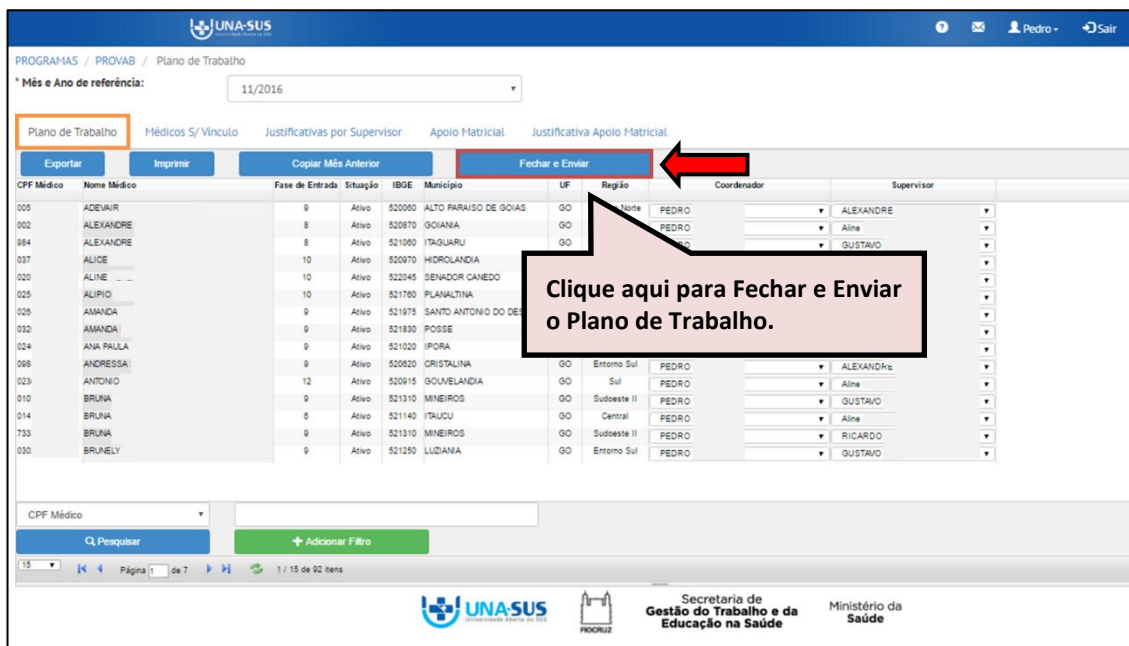 UNA-SUS
Pedro
Sair
PROGRAMAS / PROVAB / Plano de Trabalho
* Mês e Ano de referência:
11/2016
Plano de Trabalho Médicos S/ Vínculo Justificativas por Supervisor Apoio Matricial Justificativa Apoio Matricial
Exportar Imprimir Copiar Mês Anterior Fechar e Enviar
CPF Médico Nome Médico Fase de Entrada Situação IBGE Município UF Região Coordenador Supervisor
005 ADEVAIR 9 Ativo 520060 ALTO PARAISO DE GOIAS GO Norte PEDRO ALEXANDRE
002 ALEXANDRE 8 Ativo 520870 GOIANIA GO PEDRO Aline
984 ALEXANDRE 8 Ativo 521060 ITAGUARU GO GUSTAVO
037 ALICE 10 Ativo 520970 HIDROLANDIA
020 ALINE 10 Ativo 522045 SENADOR CANEDO
025 ALIPIO 10 Ativo 521760 PLANALTINA
026 AMANDA 9 Ativo 521975 SANTO ANTONIO DO DES
032 AMANDA 9 Ativo 521830 POSSE
024 ANA PAULA 9 Ativo 521020 IPORA
098 ANDRESSA 9 Ativo 520620 CRISTALINA GO Entorno Sul PEDRO ALEXANDRE
023 ANTONIO 12 Ativo 520915 GOUVELANDIA GO Sul PEDRO Aline
010 BRUNA 9 Ativo 521310 MINEIROS GO Sudoeste II PEDRO GUSTAVO
014 BRUNA 6 Ativo 521140 ITAUCU GO Central PEDRO Aline
733 BRUNA 9 Ativo 521310 MINEIROS GO Sudoeste II PEDRO RICARDO
030 BRUNELY 9 Ativo 521250 LUZIANIA GO Entorno Sul PEDRO GUSTAVO
Clique aqui para Fechar e Enviar
o Plano de Trabalho.
CPF Médico
Pesquisar + Adicionar Filtro
15 Página 1 de 7 1 / 15 de 92 itens
UNA-SUS
Universidade Aberta do SUS
FIOCRUZ
Secretaria de
Gestão do Trabalho e da
Educação na Saúde
Ministério da
Saúde